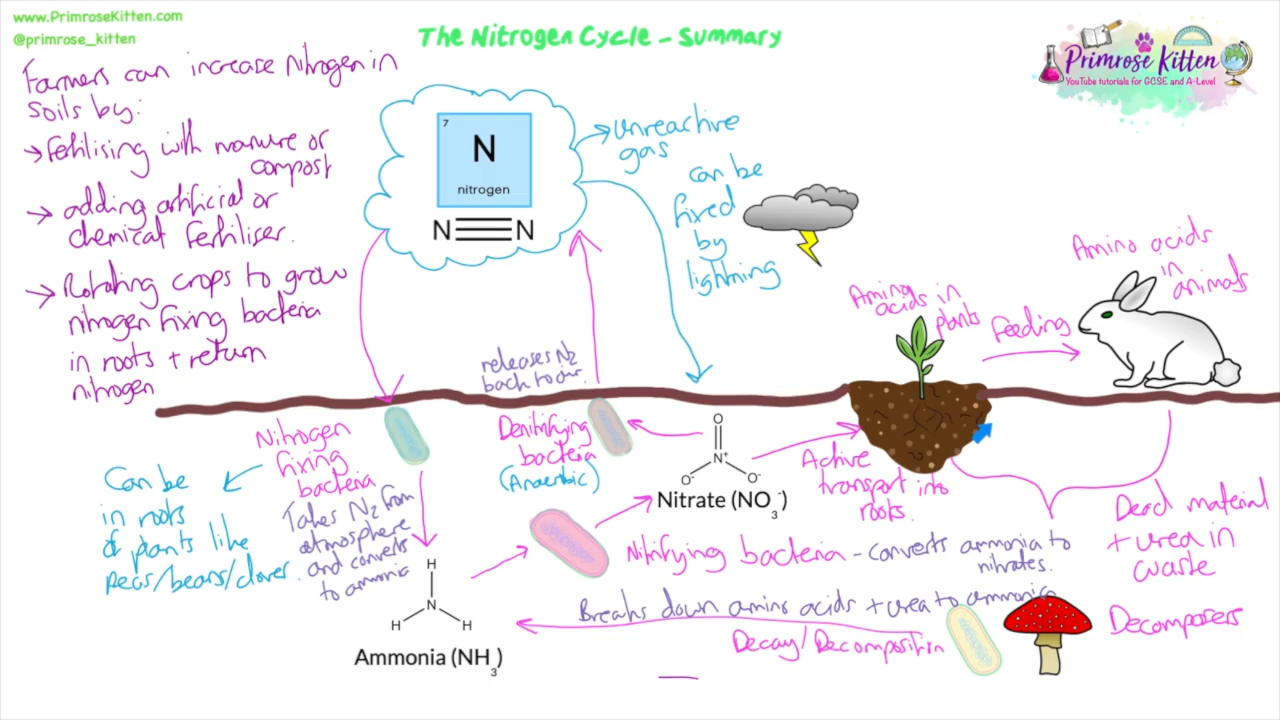 www.PrimroseKitten.com
@primrose_kitten
The Nitrogen Cycle - Summary
Primrose Kitten
YouTube tutorials for GCSE and A-Level
Farmers can increase nitrogen in
soils by:
→ Fertilising with manure or
compost
→ adding artificial or
chemical fertiliser.
→ Rotating crops to grow
nitrogen fixing bacteria
in roots + return
nitrogen
7
N
nitrogen
N≡N
→ Unreactive
gas
can be
fixed
by
lightning
Amino
acids in
plants
Feeding
Amino acids
in
animals
releases N2
back to air.
Nitrogen
fixing
bacteria
Can be
in roots
of plants like
peas/beans/clover.
Takes N2 from
atmosphere
and converts
to ammonia
Denitrifying
bacteria
(Anaerobic)
O
N+
O- O-
Nitrate (NO3-)
Active
transport into
roots.
Dead material
+ urea in
waste
Nitrifying bacteria - converts ammonia to
nitrates.
H
N
H H
Ammonia (NH3)
Breaks down amino acids + urea to ammonia
Decay/Decomposition
Decomposers